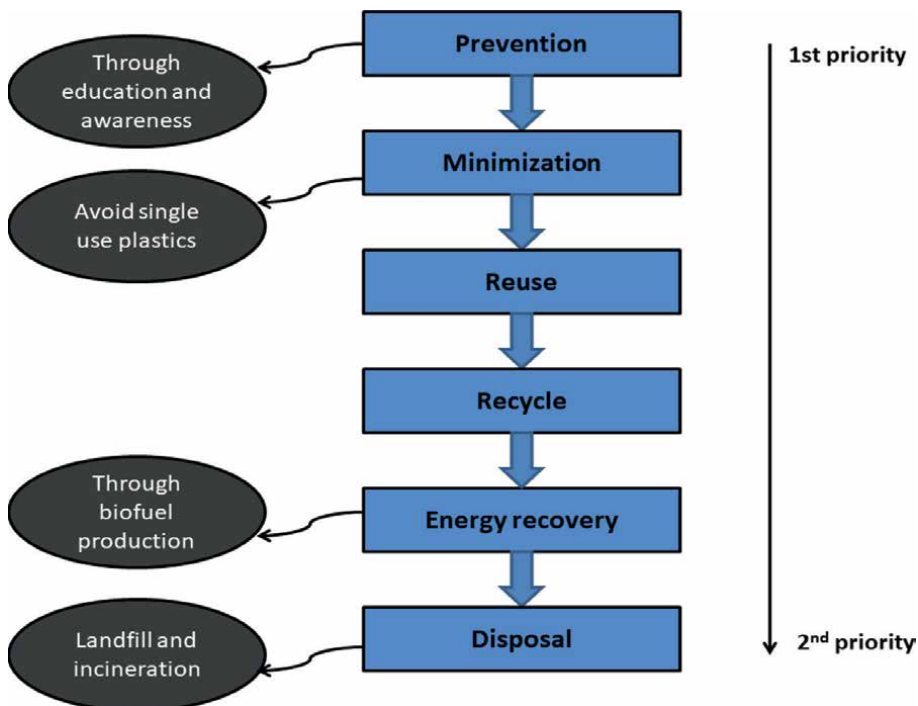 Prevention
1st priority
Through
education and
awareness
Minimization
Avoid single
use plastics
Reuse
Recycle
Through
biofuel
production
Energy recovery
Landfill and
incineration
Disposal
2nd priority